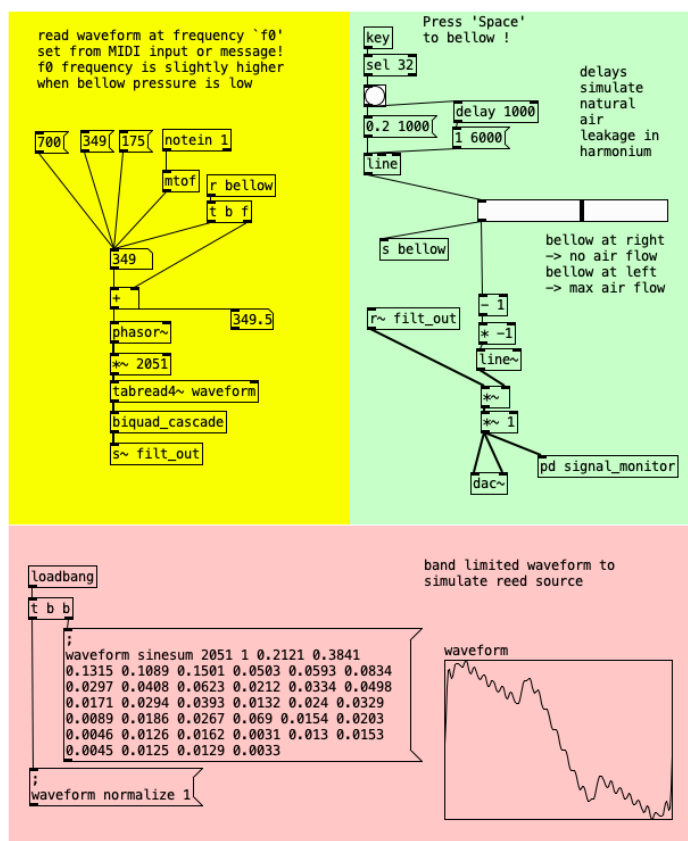 read waveform at frequency `f0'
set from MIDI input or message!
f0 frequency is slightly higher
when bellow pressure is low
700
349
175
notein 1
mtof
r bellow
t b f
349
+
349.5
phasor~
*~ 2051
tabread4~ waveform
biquad_cascade
s~ filt_out
Press 'Space'
to bellow !
key
sel 32
delay 1000
0.2 1000
1 6000
line
delays
simulate
natural
air
leakage in
harmonium
s bellow
bellow at right
-> no air flow
bellow at left
-> max air flow
- 1
r~ filt_out
* -1
line~
*~
*~ 1
pd signal_monitor
dac~
loadbang
t b b
;
waveform sinesum 2051 1 0.2121 0.3841
0.1315 0.1089 0.1501 0.0503 0.0593 0.0834
0.0297 0.0408 0.0623 0.0212 0.0334 0.0498
0.0171 0.0294 0.0393 0.0132 0.024 0.0329
0.0089 0.0186 0.0267 0.069 0.0154 0.0203
0.0046 0.0126 0.0162 0.0031 0.013 0.0153
0.0045 0.0125 0.0129 0.0033
;
waveform normalize 1
band limited waveform to
simulate reed source
waveform